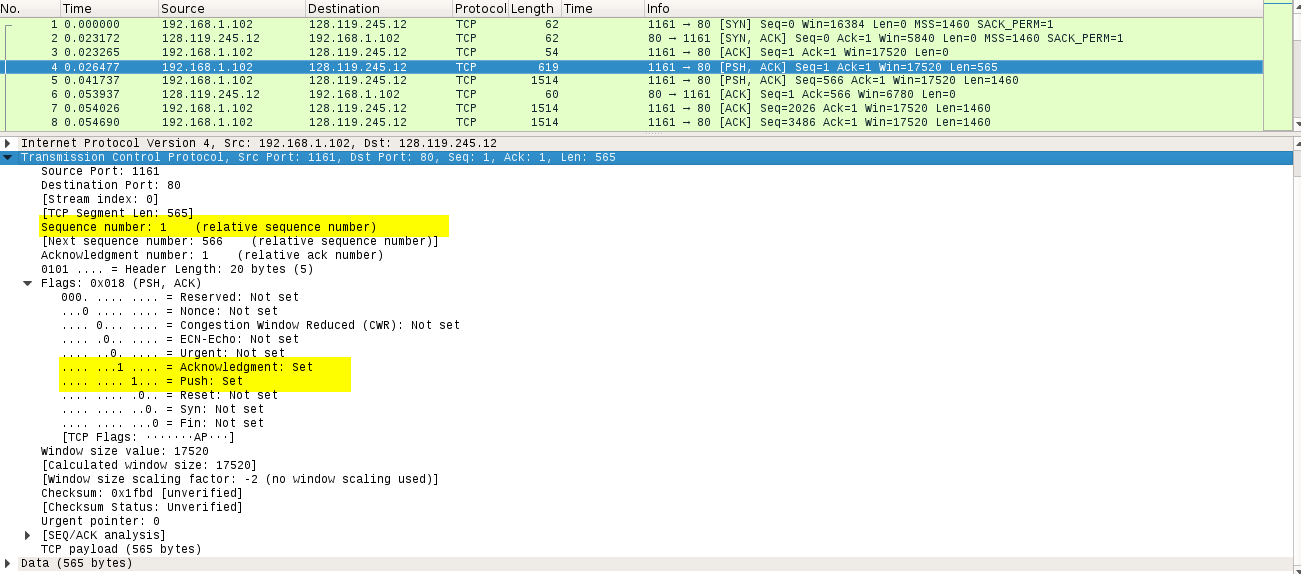 No. Time Source Destination Protocol Length Time Info
1 0.000000 192.168.1.102 128.119.245.12 TCP 62 1161 → 80 [SYN] Seq=0 Win=16384 Len=0 MSS=1460 SACK_PERM=1
2 0.023172 128.119.245.12 192.168.1.102 TCP 62 80 → 1161 [SYN, ACK] Seq=0 Ack=1 Win=5840 Len=0 MSS=1460 SACK_PERM=1
3 0.023265 192.168.1.102 128.119.245.12 TCP 54 1161 → 80 [ACK] Seq=1 Ack=1 Win=17520 Len=0
4 0.026477 192.168.1.102 128.119.245.12 TCP 619 1161 → 80 [PSH, ACK] Seq=1 Ack=1 Win=17520 Len=565
5 0.041737 192.168.1.102 128.119.245.12 TCP 1514 1161 → 80 [PSH, ACK] Seq=566 Ack=1 Win=17520 Len=1460
6 0.053937 128.119.245.12 192.168.1.102 TCP 60 80 → 1161 [ACK] Seq=1 Ack=566 Win=6780 Len=0
7 0.054026 192.168.1.102 128.119.245.12 TCP 1514 1161 → 80 [ACK] Seq=2026 Ack=1 Win=17520 Len=1460
8 0.054690 192.168.1.102 128.119.245.12 TCP 1514 1161 → 80 [ACK] Seq=3486 Ack=1 Win=17520 Len=1460
Internet Protocol Version 4, Src: 192.168.1.102, Dst: 128.119.245.12
Transmission Control Protocol, Src Port: 1161, Dst Port: 80, Seq: 1, Ack: 1, Len: 565
Source Port: 1161
Destination Port: 80
[Stream index: 0]
[TCP Segment Len: 565]
Sequence number: 1    (relative sequence number)
[Next sequence number: 566    (relative sequence number)]
Acknowledgment number: 1    (relative ack number)
0101 .... = Header Length: 20 bytes (5)
Flags: 0x018 (PSH, ACK)
000. .... .... = Reserved: Not set
...0 .... .... = Nonce: Not set
.... 0... .... = Congestion Window Reduced (CWR): Not set
.... .0.. .... = ECN-Echo: Not set
.... ..0. .... = Urgent: Not set
.... ...1 .... = Acknowledgment: Set
.... .... 1... = Push: Set
.... .... .0.. = Reset: Not set
.... .... ..0. = Syn: Not set
.... .... ...0 = Fin: Not set
[TCP Flags: ·······AP···]
Window size value: 17520
[Calculated window size: 17520]
[Window size scaling factor: -2 (no window scaling used)]
Checksum: 0x1fbd [unverified]
[Checksum Status: Unverified]
Urgent pointer: 0
[SEQ/ACK analysis]
TCP payload (565 bytes)
Data (565 bytes)